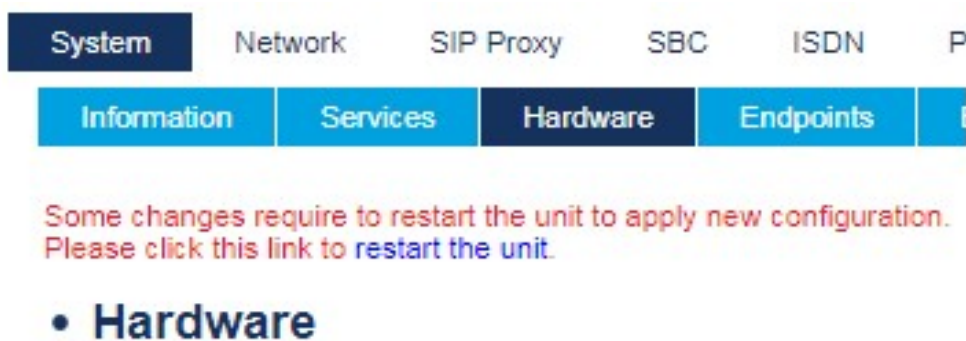 System Network SIP Proxy SBC ISDN
Information Services Hardware Endpoints
Some changes require to restart the unit to apply new configuration.
Please click this link to restart the unit.
• Hardware